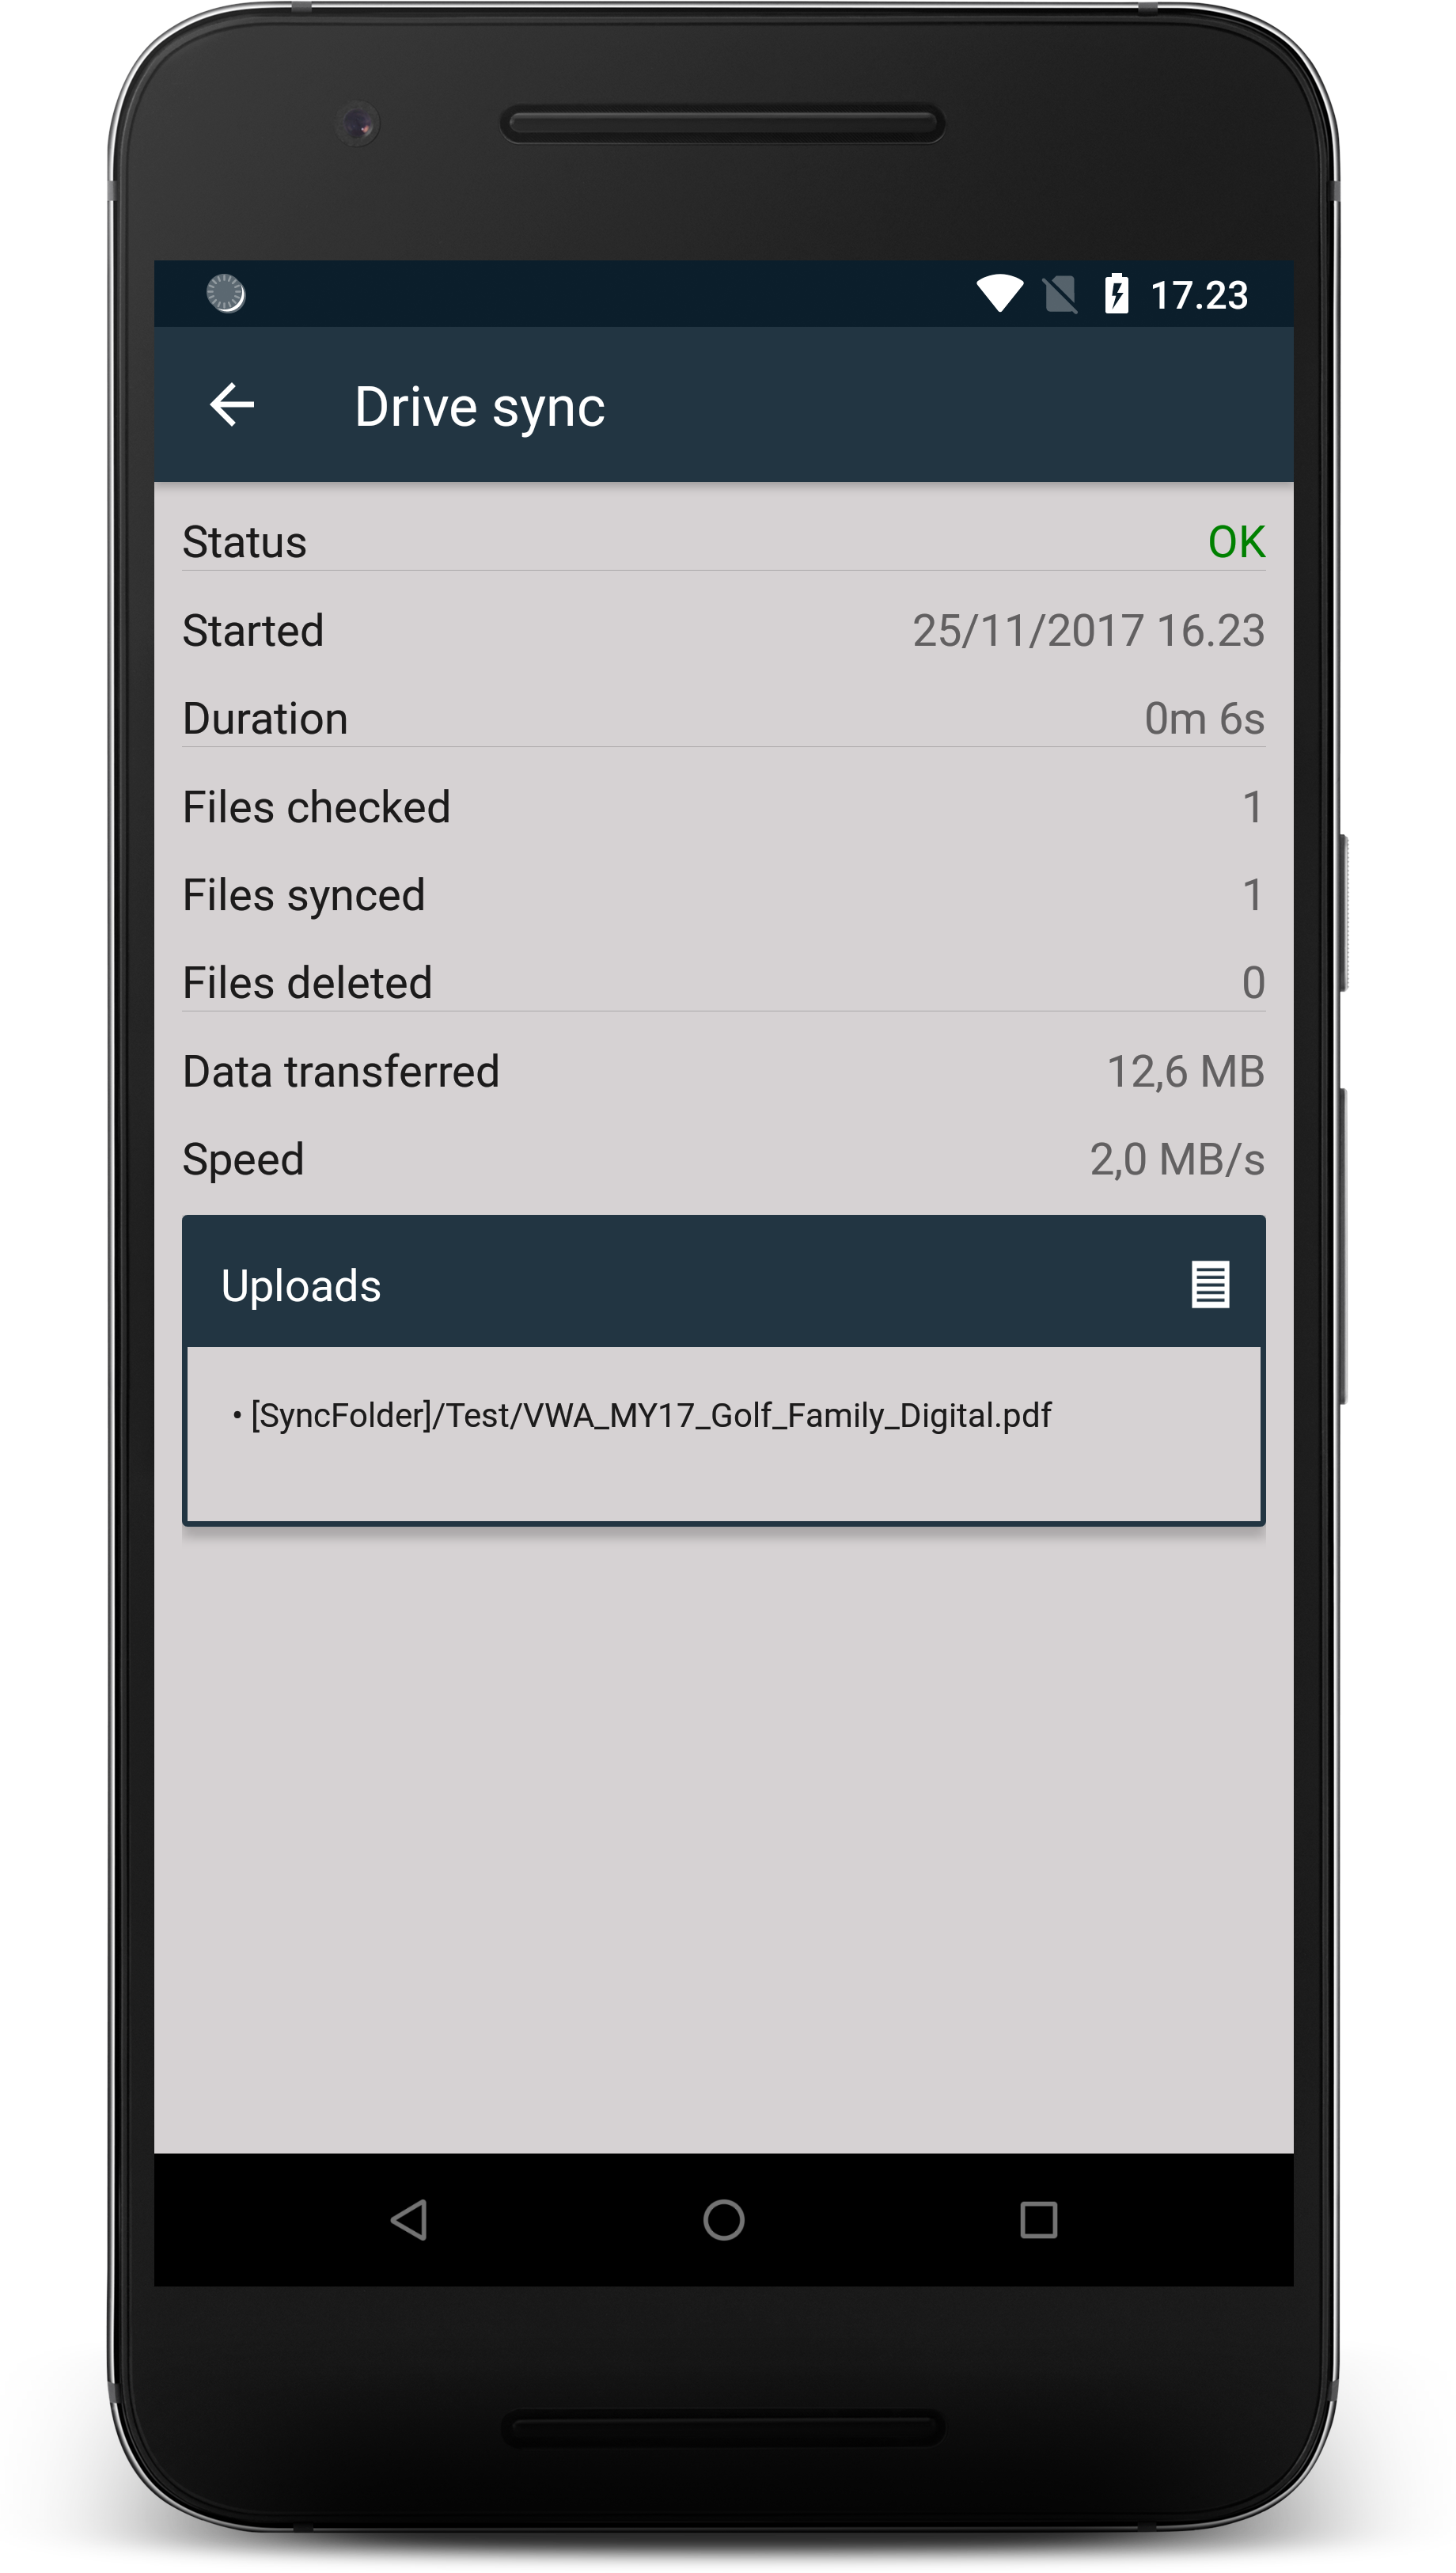 17.23
Drive sync
Status OK
Started 25/11/2017 16.23
Duration 0m 6s
Files checked 1
Files synced 1
Files deleted 0
Data transferred 12,6 MB
Speed 2,0 MB/s
Uploads
• [SyncFolder]/Test/VWA_MY17_Golf_Family_Digital.pdf